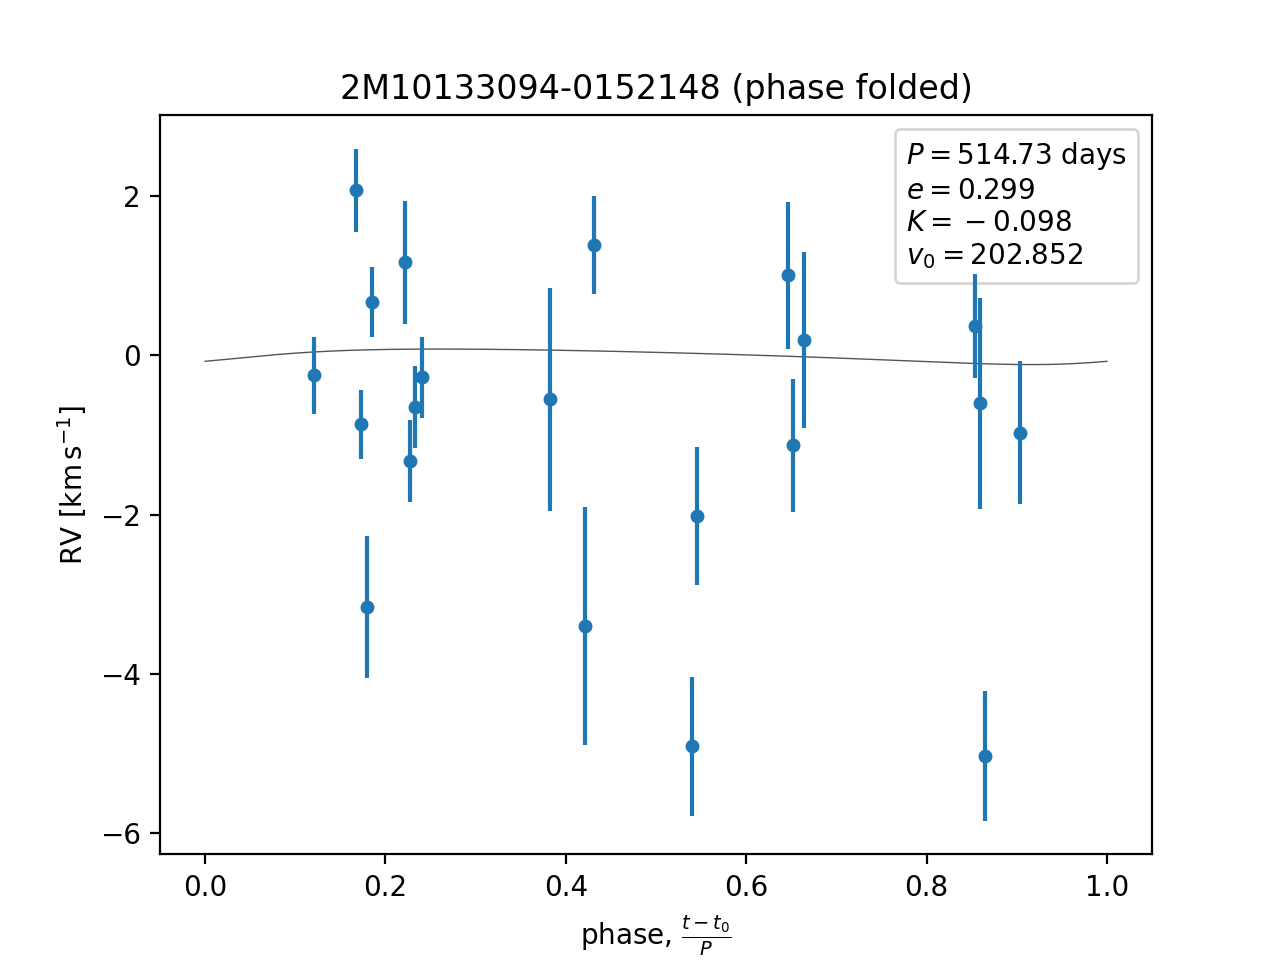 2M10133094-0152148 (phase folded)
P = 514.73 days
e = 0.299
K = −0.098
v₀ = 202.852
2
0
−2
−4
−6
RV [km s⁻¹]
0.0 0.2 0.4 0.6 0.8 1.0
phase, (t − t₀)/P